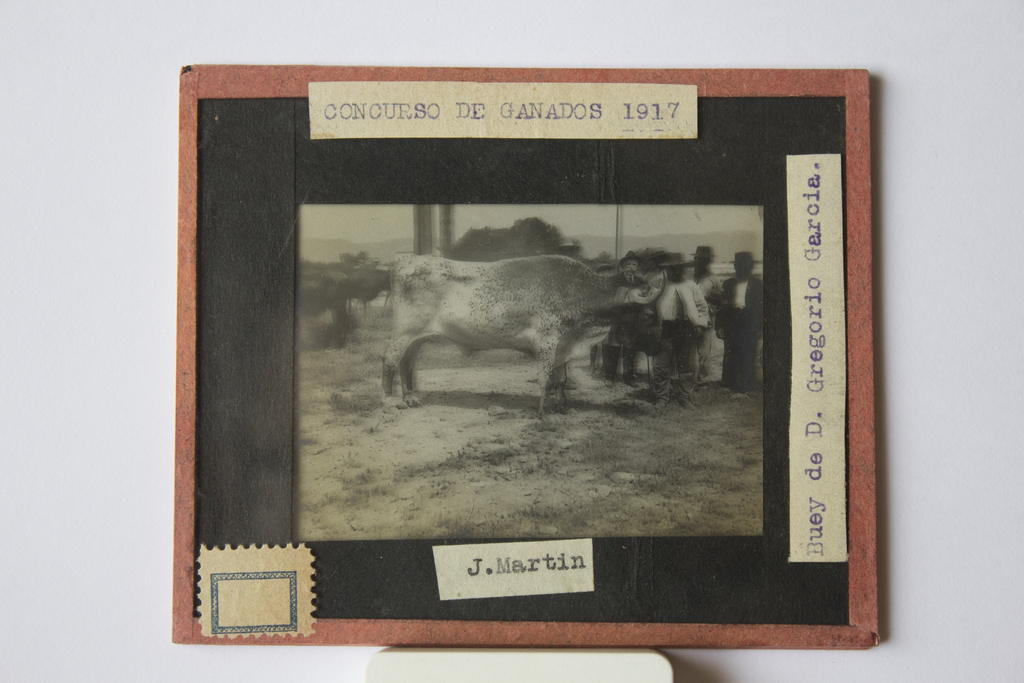 CONCURSO DE GANADOS 1917
Buey de D. Gregorio Garcia.
J.Martin